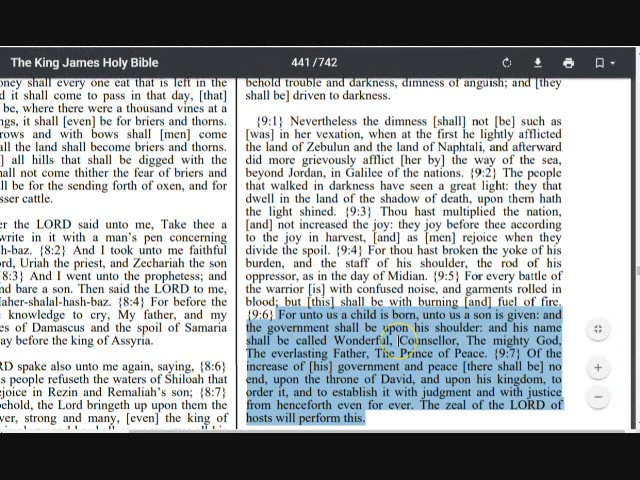 The King James Holy Bible
441 / 742
oney shall every one eat that is left in the
d it shall come to pass in that day, [that]
be, where there were a thousand vines at a
ngs, it shall [even] be for briers and thorns.
rows and with bows shall [men] come
all the land shall become briers and thorns.
] all hills that shall be digged with the
all not come thither the fear of briers and
ll be for the sending forth of oxen, and for
sser cattle.
er the LORD said unto me, Take thee a
write in it with a man's pen concerning
h-baz. {8:2} And I took unto me faithful
rd, Uriah the priest, and Zechariah the son
{8:3} And I went unto the prophetess; and
nd bare a son. Then said the LORD to me,
aher-shalal-hash-baz. {8:4} For before the
e knowledge to cry, My father, and my
es of Damascus and the spoil of Samaria
ay before the king of Assyria.
RD spake also unto me again, saying, {8:6}
s people refuseth the waters of Shiloah that
ejoice in Rezin and Remaliah's son; {8:7}
behold, the Lord bringeth up upon them the
ver, strong and many, [even] the king of
behold trouble and darkness, dimness of anguish; and [they
shall be] driven to darkness.
{9:1} Nevertheless the dimness [shall] not [be] such as
[was] in her vexation, when at the first he lightly afflicted
the land of Zebulun and the land of Naphtali, and afterward
did more grievously afflict [her by] the way of the sea,
beyond Jordan, in Galilee of the nations. {9:2} The people
that walked in darkness have seen a great light: they that
dwell in the land of the shadow of death, upon them hath
the light shined. {9:3} Thou hast multiplied the nation,
[and] not increased the joy: they joy before thee according
to the joy in harvest, [and] as [men] rejoice when they
divide the spoil. {9:4} For thou hast broken the yoke of his
burden, and the staff of his shoulder, the rod of his
oppressor, as in the day of Midian. {9:5} For every battle of
the warrior [is] with confused noise, and garments rolled in
blood; but [this] shall be with burning [and] fuel of fire.
{9:6} For unto us a child is born, unto us a son is given: and
the government shall be upon his shoulder: and his name
shall be called Wonderful, Counsellor, The mighty God,
The everlasting Father, The Prince of Peace. {9:7} Of the
increase of [his] government and peace [there shall be] no
end, upon the throne of David, and upon his kingdom, to
order it, and to establish it with judgment and with justice
from henceforth even for ever. The zeal of the LORD of
hosts will perform this.